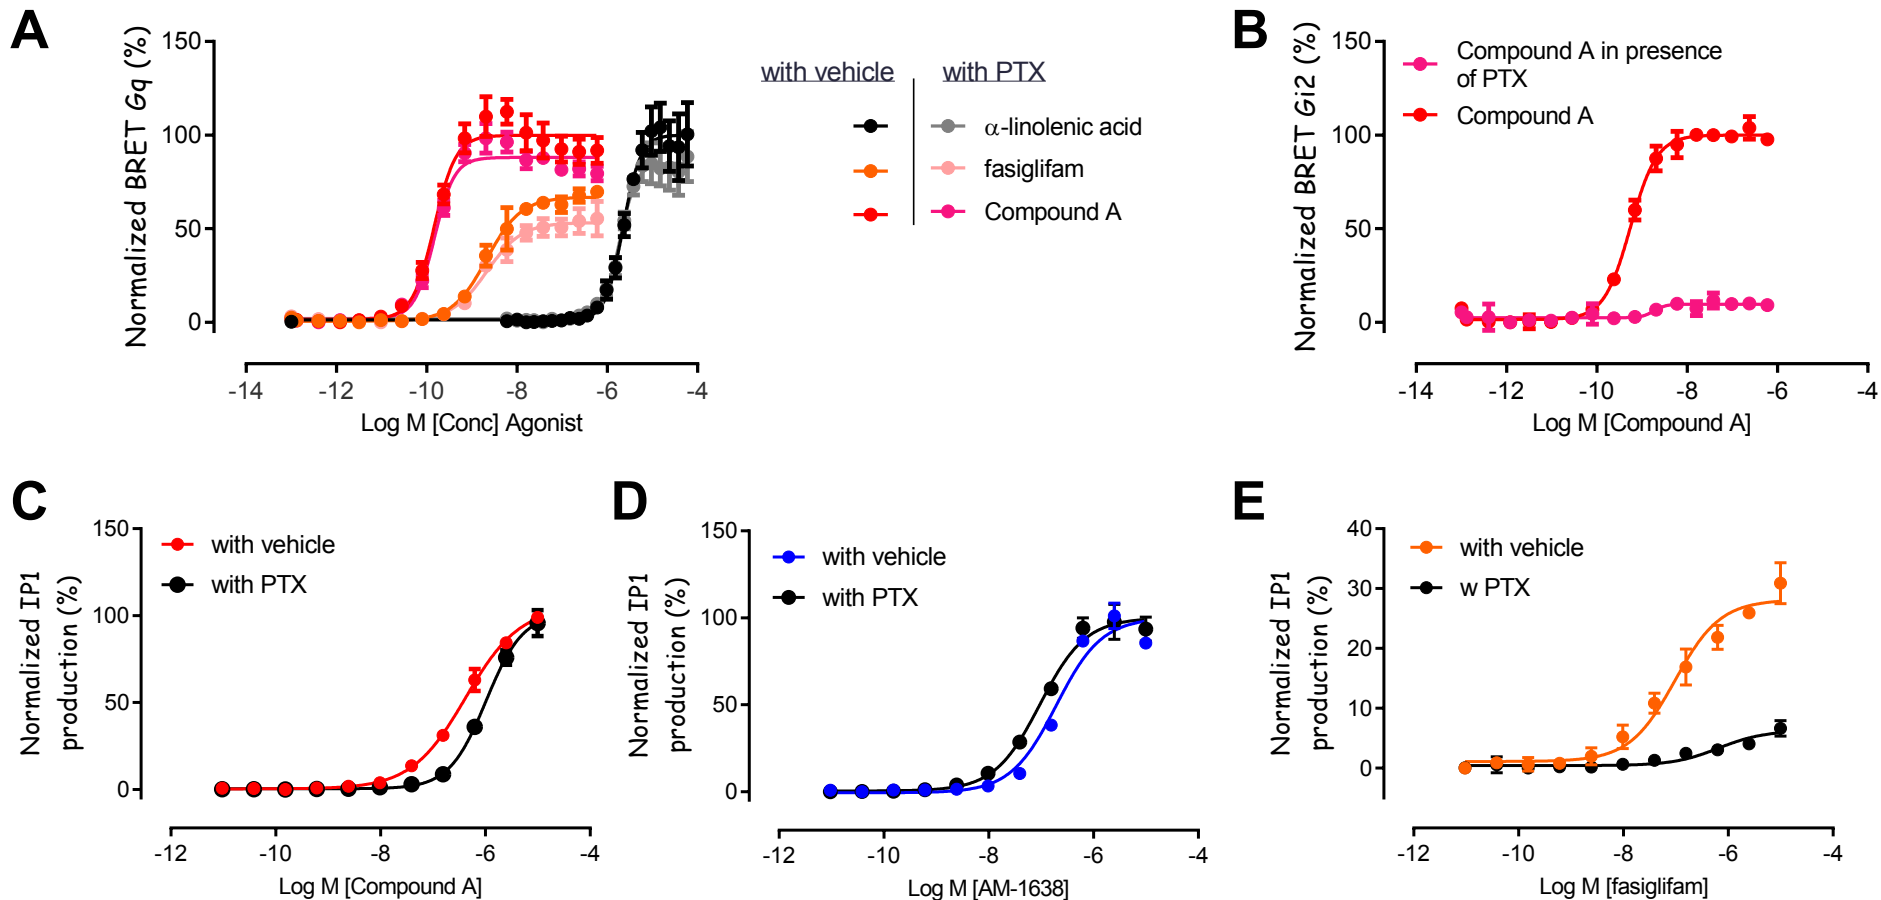 A
Normalized BRET Gq (%)
150
100
50
0
-14
-12
-10
-8
-6
-4
Log M [Conc] Agonist
with vehicle
with PTX
α-linolenic acid
fasiglifam
Compound A
B
Normalized BRET Gi2 (%)
150
100
50
0
Compound A in presence
of PTX
Compound A
-14
-12
-10
-8
-6
-4
Log M [Compound A]
C
Normalized IP1
production (%)
150
100
50
0
with vehicle
with PTX
-12
-10
-8
-6
-4
Log M [Compound A]
D
Normalized IP1
production (%)
150
100
50
0
with vehicle
with PTX
-12
-10
-8
-6
-4
Log M [AM-1638]
E
Normalized IP1
production (%)
40
30
20
10
0
with vehicle
w PTX
-12
-10
-8
-6
-4
Log M [fasiglifam]